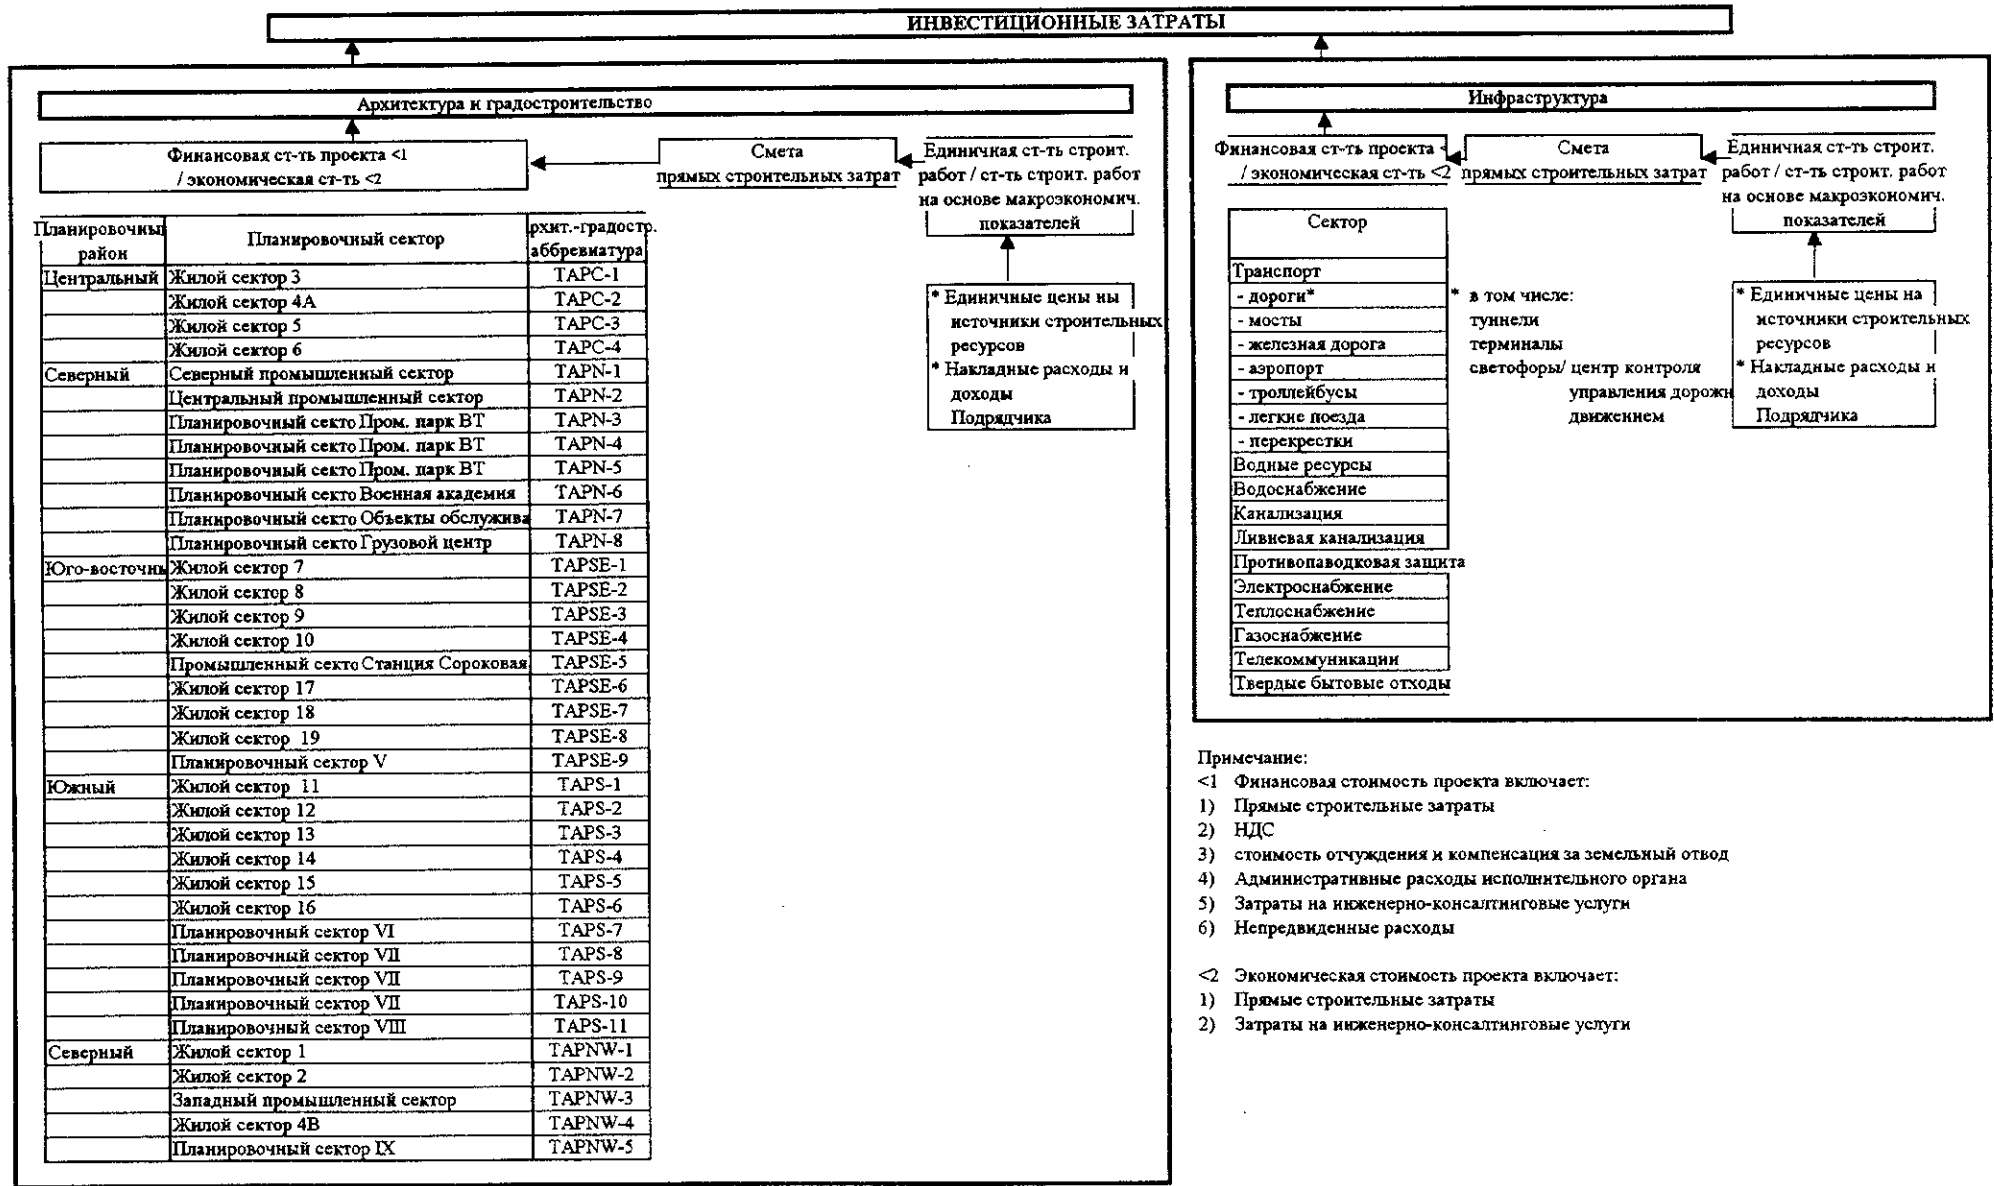 ИНВЕСТИЦИОННЫЕ ЗАТРАТЫ
Архитектура и градостроительство
Финансовая ст-ть проекта <1
/ экономическая ст-ть <2
Смета
прямых строительных затрат
Единичная ст-ть строит.
работ / ст-ть строит. работ
на основе макроэкономич.
показателей
* Единичные цены ны
источники строительных
ресурсов
* Накладные расходы и
доходы
Подрядчика
Планировочны
район
Планировочный сектор
рхит.-градостр.
аббревиатура
Центральный Жилой сектор 3 TAPC-1
Жилой сектор 4А TAPC-2
Жилой сектор 5 TAPC-3
Жилой сектор 6 TAPC-4
Северный Северный промышленный сектор TAPN-1
Центральный промышленный сектор TAPN-2
Планировочный секто Пром. парк ВТ TAPN-3
Планировочный секто Пром. парк ВТ TAPN-4
Планировочный секто Пром. парк ВТ TAPN-5
Планировочный секто Военная академия TAPN-6
Планировочный секто Объекты обслужива TAPN-7
Планировочный секто Грузовой центр TAPN-8
Юго-восточны Жилой сектор 7 TAPSE-1
Жилой сектор 8 TAPSE-2
Жилой сектор 9 TAPSE-3
Жилой сектор 10 TAPSE-4
Промышленный секто Станция Сороковая TAPSE-5
Жилой сектор 17 TAPSE-6
Жилой сектор 18 TAPSE-7
Жилой сектор 19 TAPSE-8
Планировочный сектор V TAPSE-9
Южный Жилой сектор 11 TAPS-1
Жилой сектор 12 TAPS-2
Жилой сектор 13 TAPS-3
Жилой сектор 14 TAPS-4
Жилой сектор 15 TAPS-5
Жилой сектор 16 TAPS-6
Планировочный сектор VI TAPS-7
Планировочный сектор VII TAPS-8
Планировочный сектор VII TAPS-9
Планировочный сектор VII TAPS-10
Планировочный сектор VIII TAPS-11
Северный Жилой сектор 1 TAPNW-1
Жилой сектор 2 TAPNW-2
Западный промышленный сектор TAPNW-3
Жилой сектор 4В TAPNW-4
Планировочный сектор IX TAPNW-5
Инфраструктура
Финансовая ст-ть проекта <
/ экономическая ст-ть <2
Смета
прямых строительных затрат
Единичная ст-ть строит.
работ / ст-ть строит. работ
на основе макроэкономич.
показателей
* Единичные цены на
источники строительных
ресурсов
* Накладные расходы и
доходы
Подрядчика
Сектор
Транспорт
- дороги*
- мосты
- железная дорога
- аэропорт
- троллейбусы
- легкие поезда
- перекрестки
Водные ресурсы
Водоснабжение
Канализация
Ливневая канализация
Противопаводковая защита
Электроснабжение
Теплоснабжение
Газоснабжение
Телекоммуникации
Твердые бытовые отходы
* в том числе:
туннели
терминалы
светофоры/ центр контроля
управления дорожн
движением
Примечание:
<1 Финансовая стоимость проекта включает:
1) Прямые строительные затраты
2) НДС
3) стоимость отчуждения и компенсация за земельный отвод
4) Административные расходы исполнительного органа
5) Затраты на инженерно-консалтинговые услуги
6) Непредвиденные расходы
<2 Экономическая стоимость проекта включает:
1) Прямые строительные затраты
2) Затраты на инженерно-консалтинговые услуги